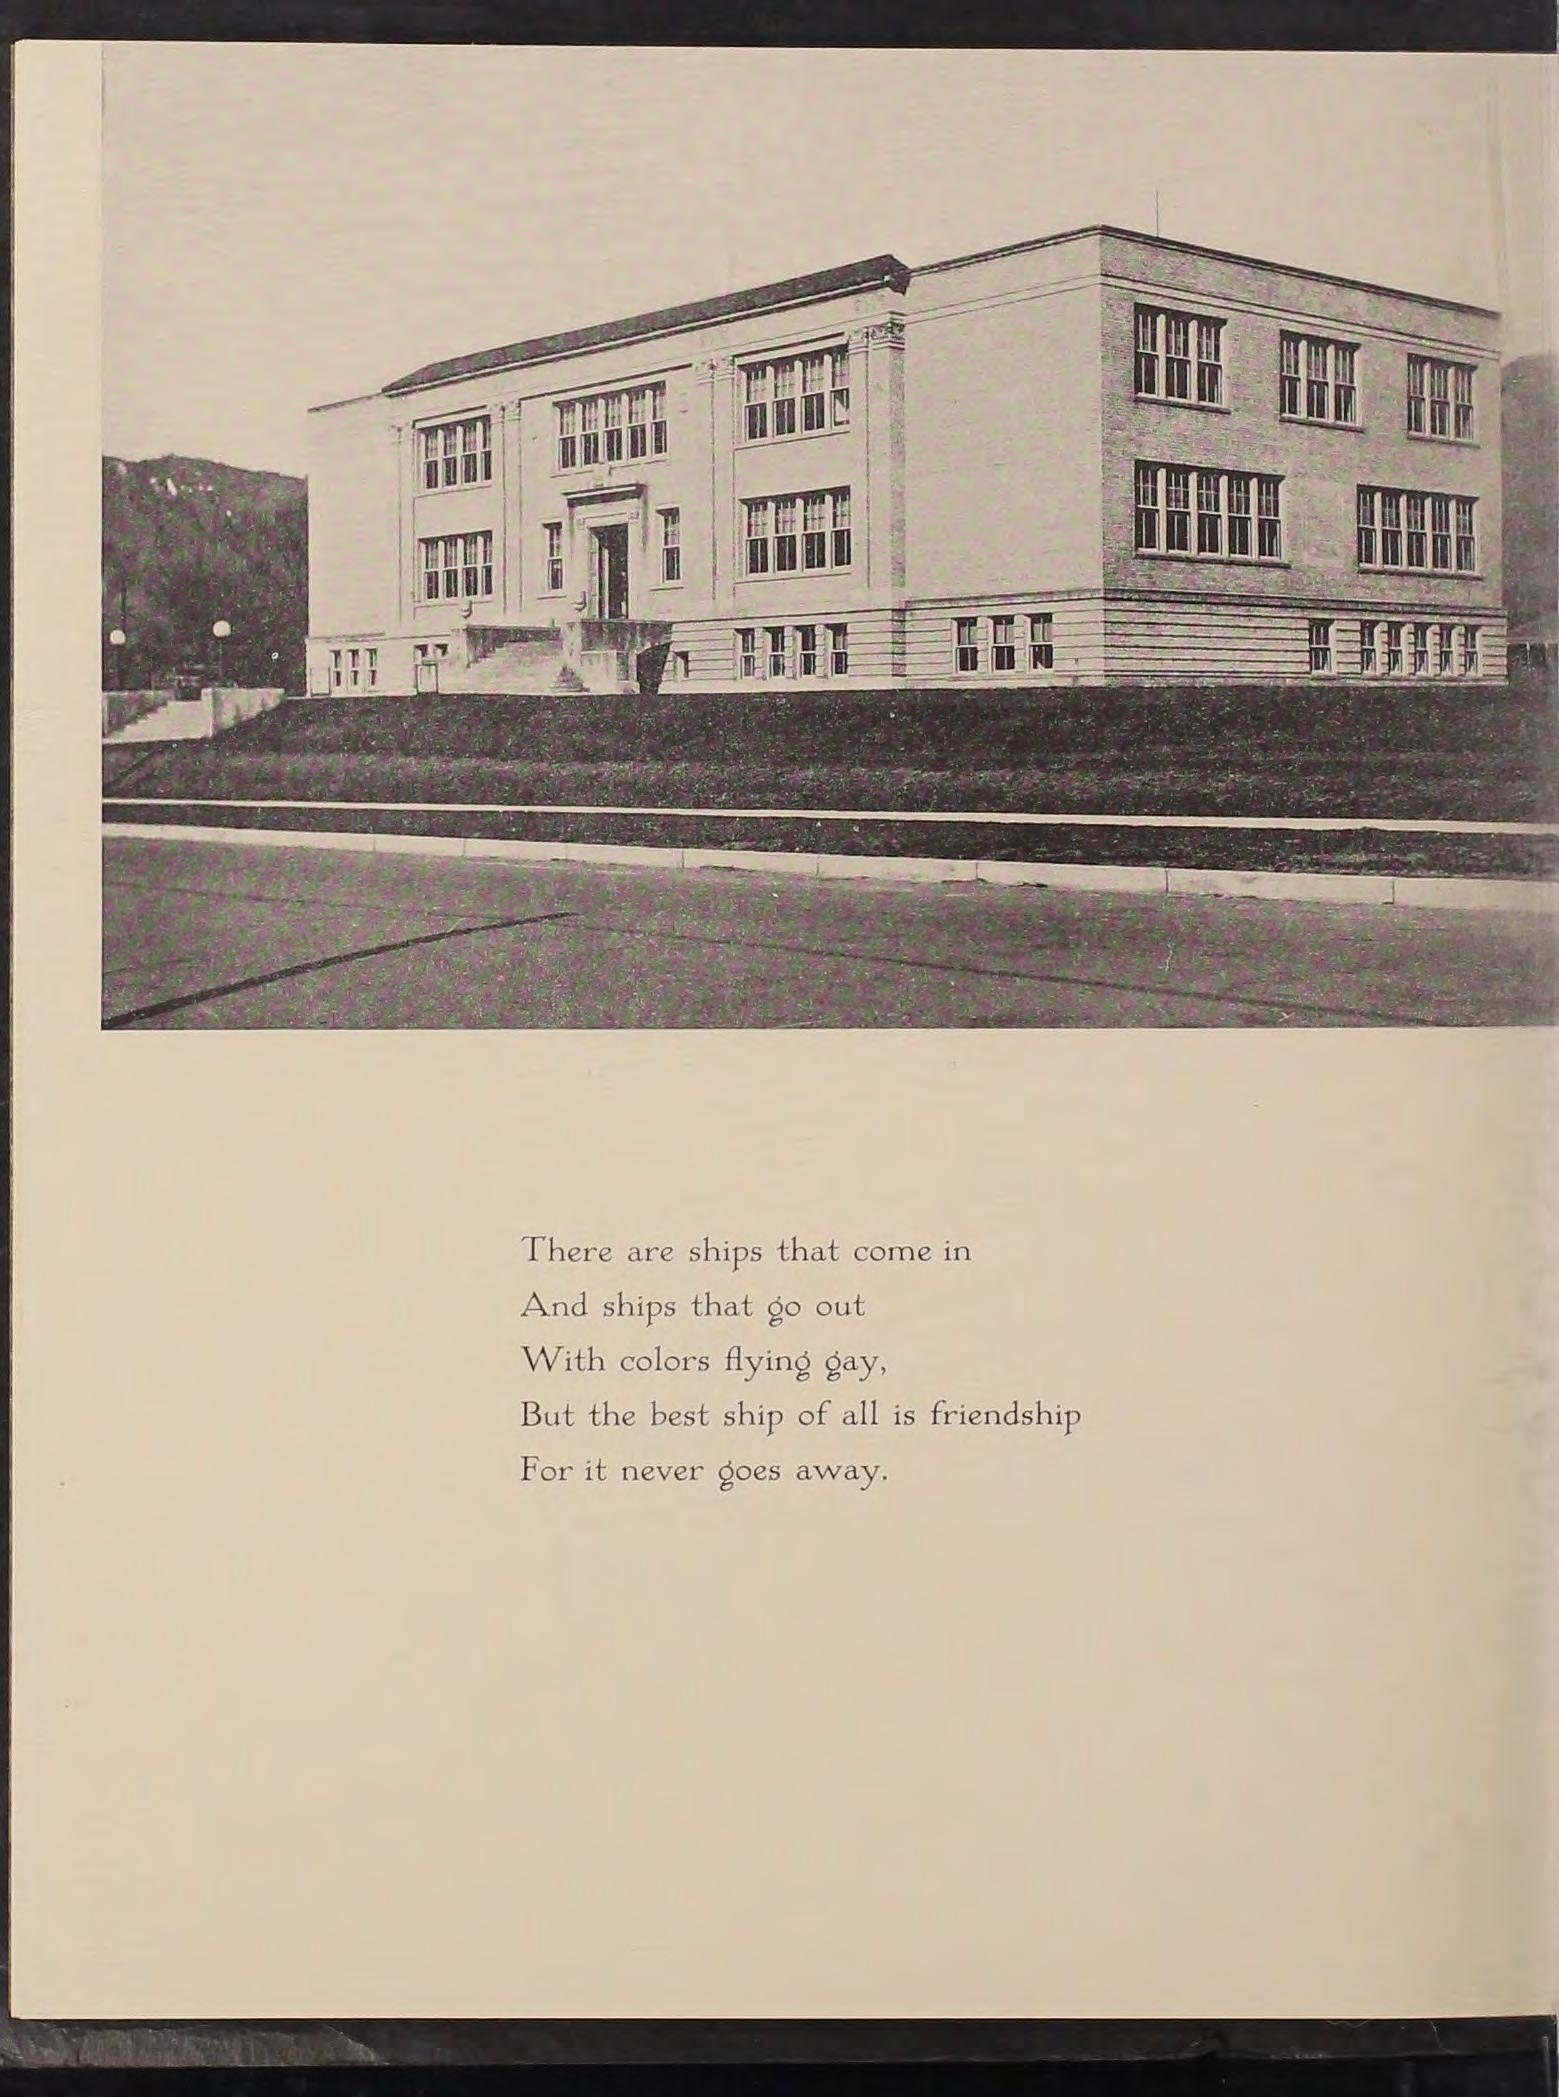 There are ships that come in
And ships that go out
With colors flying gay,
But the best ship of all is friendship
For it never goes away.